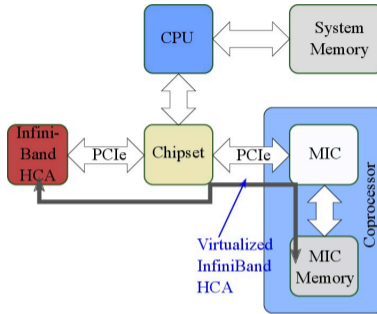 CPU
System
Memory
Infini-
Band
HCA
PCIe
Chipset
PCIe
MIC
Coprocessor
Virtualized
InfiniBand
HCA
MIC
Memory